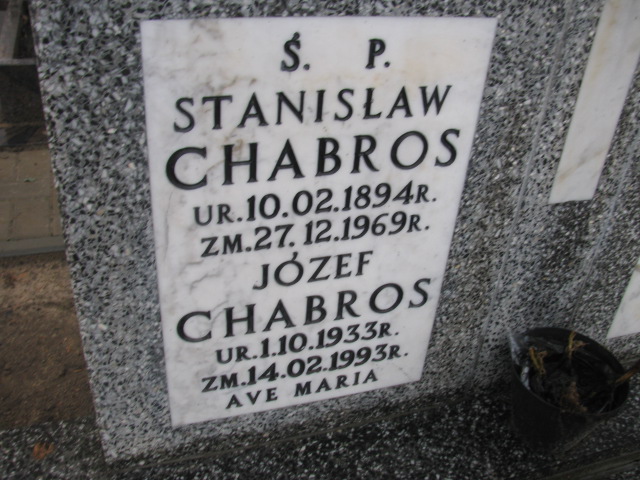 Ś. P.
STANISŁAW
CHABROS
UR. 10.02.1894R.
ZM. 27.12.1969R.
JÓZEF
CHABROS
UR. 1.10.1933R.
ZM. 14.02.1993R.
AVE MARIA